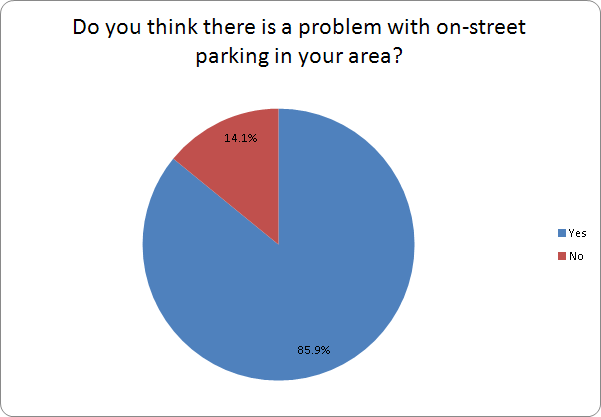 Do you think there is a problem with on-street
parking in your area?
14.1%
Yes
No
85.9%